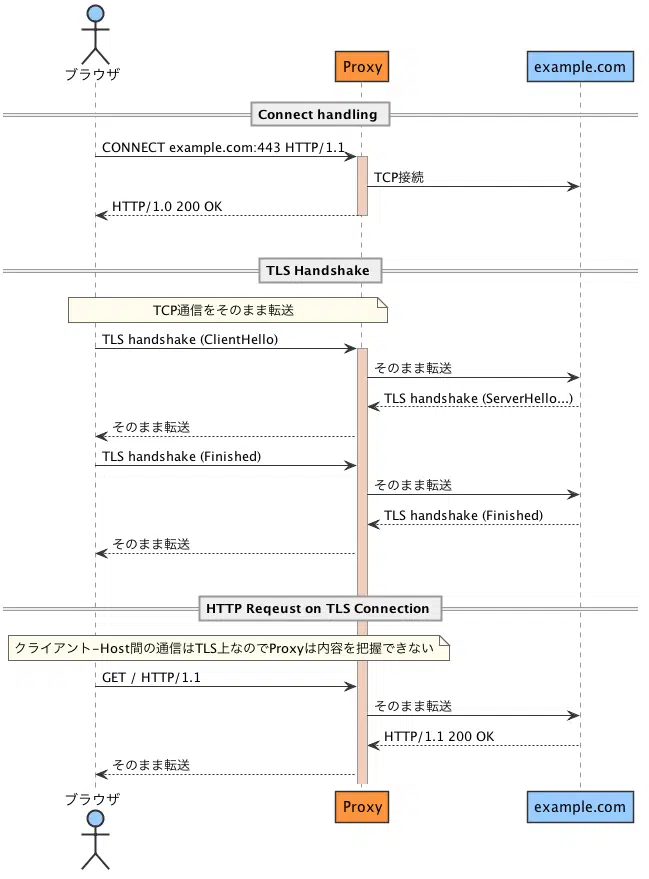 ブラウザ
Proxy
example.com
Connect handling
CONNECT example.com:443 HTTP/1.1
TCP接続
HTTP/1.0 200 OK
TLS Handshake
TCP通信をそのまま転送
TLS handshake (ClientHello)
そのまま転送
TLS handshake (ServerHello...)
そのまま転送
TLS handshake (Finished)
そのまま転送
TLS handshake (Finished)
そのまま転送
HTTP Reqeust on TLS Connection
クライアント-Host間の通信はTLS上なのでProxyは内容を把握できない
GET / HTTP/1.1
そのまま転送
HTTP/1.1 200 OK
そのまま転送
ブラウザ
Proxy
example.com